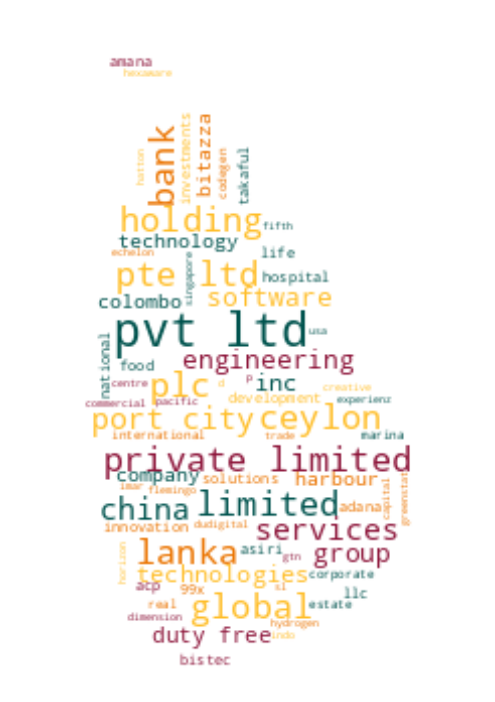 amana
hexaware
bank
investments
bitazza
codegen
takaful
hatton
holding
fifth
technology
echelon
singapore
life
pte ltd
hospital
colombo
software
pvt ltd
usa
national
engineering
food
centre
plc
d
p
inc
creative
commercial
pacific
development
experienz
port city
ceylon
international
trade
marina
private limited
company
solutions
harbour
capital
greenstat
imar
flemingo
china
limited
adana
innovation
dudigital
services
lanka
asiri
gtn
group
horizon
technologies
corporate
acp
99x
sl
llc
real
global
estate
dimension
hydrogen
duty free
indo
bistec